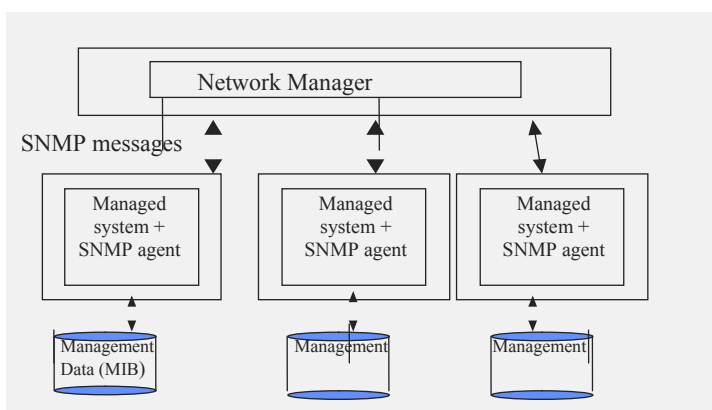 Network Manager
SNMP messages
Managed
system +
SNMP agent
Managed
system +
SNMP agent
Managed
system +
SNMP agent
Management
Data (MIB)
Management
Management